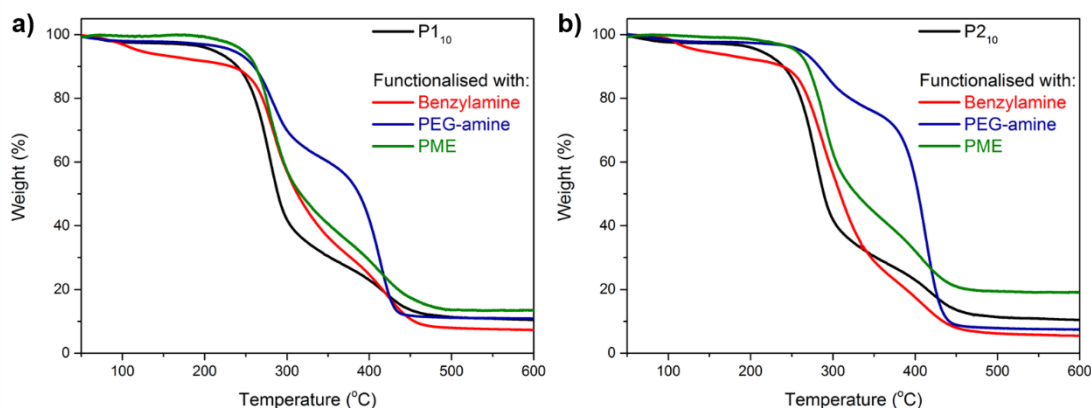 a)
P1₁₀
Functionalised with:
Benzylamine
PEG-amine
PME
Weight (%)
100
80
60
40
20
0
100 200 300 400 500 600
Temperature (°C)
b)
P2₁₀
Functionalised with:
Benzylamine
PEG-amine
PME
Weight (%)
100
80
60
40
20
0
100 200 300 400 500 600
Temperature (°C)